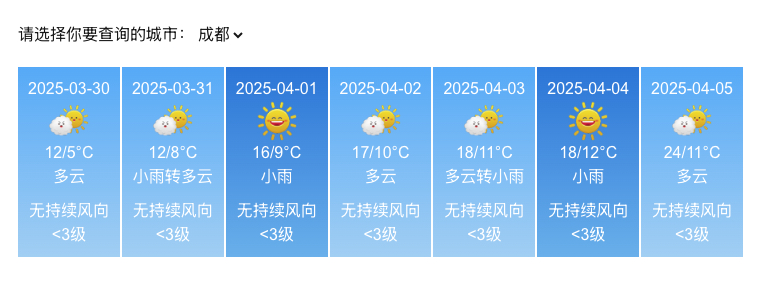 请选择你要查询的城市： 成都
2025-03-30
12/5°C
多云
无持续风向
<3级
2025-03-31
12/8°C
小雨转多云
无持续风向
<3级
2025-04-01
16/9°C
小雨
无持续风向
<3级
2025-04-02
17/10°C
多云
无持续风向
<3级
2025-04-03
18/11°C
多云转小雨
无持续风向
<3级
2025-04-04
18/12°C
小雨
无持续风向
<3级
2025-04-05
24/11°C
多云
无持续风向
<3级